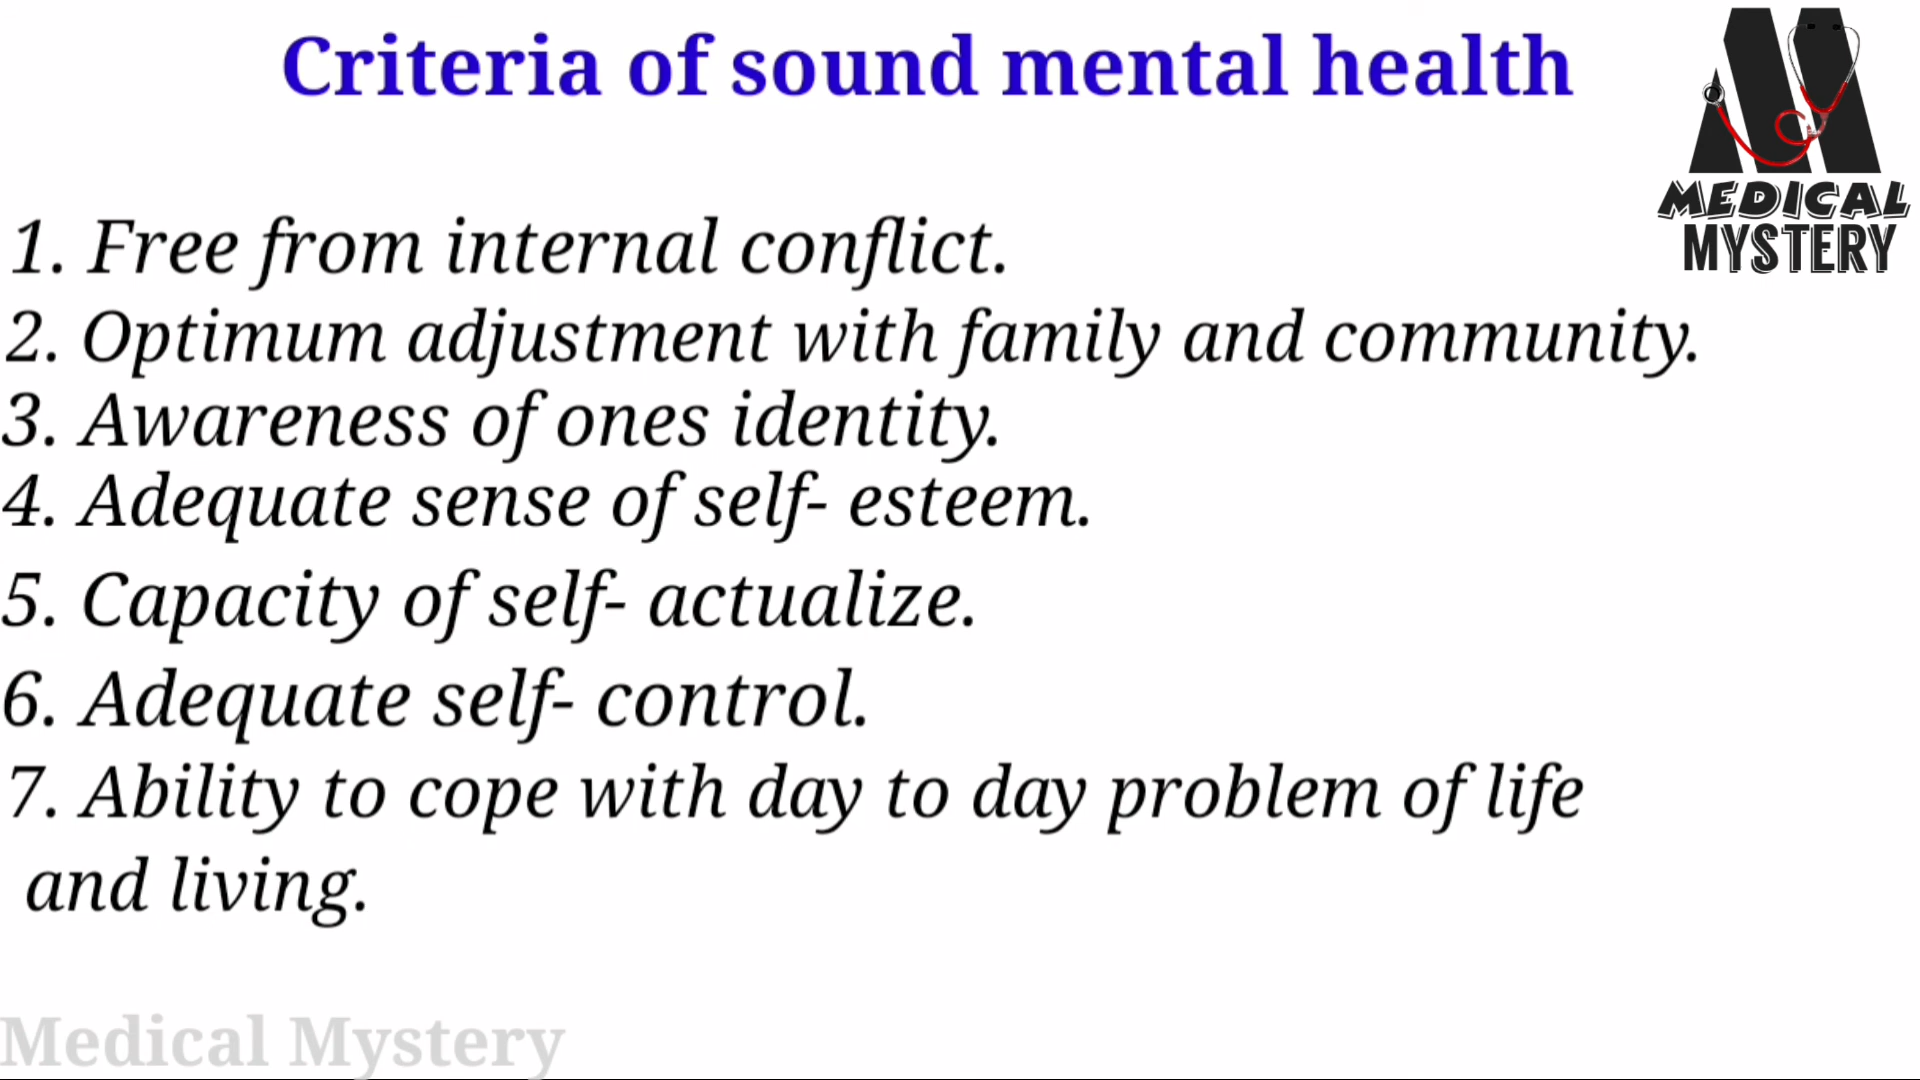 Criteria of sound mental health
MEDICAL
MYSTERY
1. Free from internal conflict.
2. Optimum adjustment with family and community.
3. Awareness of ones identity.
4. Adequate sense of self- esteem.
5. Capacity of self- actualize.
6. Adequate self- control.
7. Ability to cope with day to day problem of life
and living.
Medical Mystery